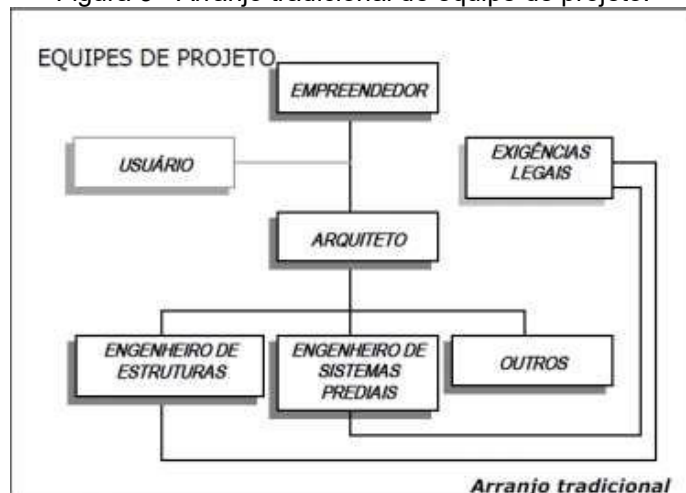 EQUIPES DE PROJETO
EMPREENDEDOR
USUÁRIO
EXIGÊNCIAS
LEGAIS
ARQUITETO
ENGENHEIRO DE
ESTRUTURAS
ENGENHEIRO DE
SISTEMAS
PREDIAIS
OUTROS
Arranjo tradicional